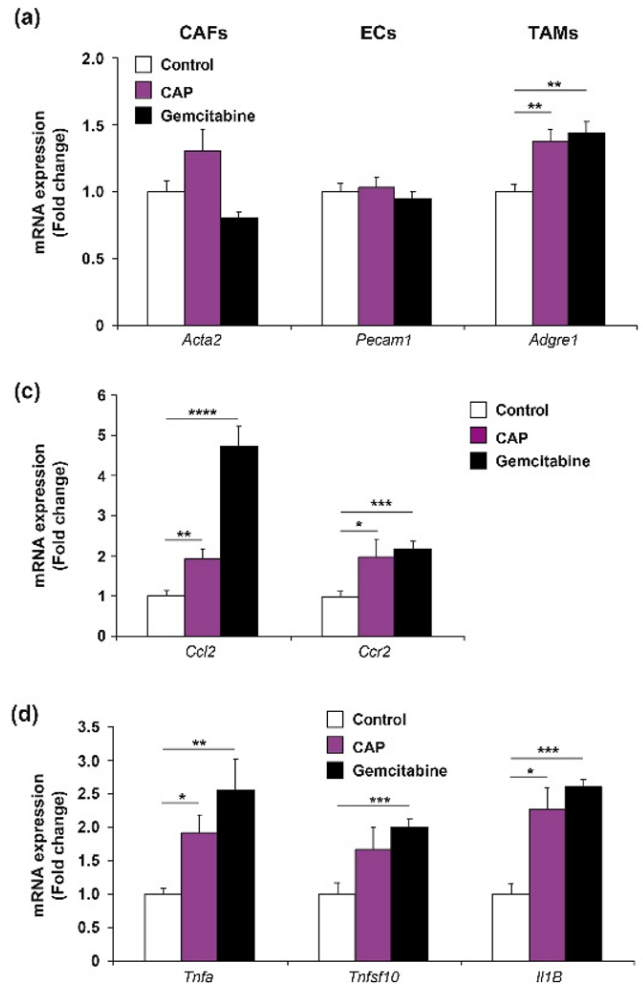 (a)
CAFs ECs TAMs
mRNA expression
(Fold change)
2.0
1.5
1.0
0.5
0
Control
CAP
Gemcitabine
**
**
Acta2 Pecam1 Adgre1
(c)
mRNA expression
(Fold change)
6
5
4
3
2
1
0
****
**
***
*
Control
CAP
Gemcitabine
Ccl2 Ccr2
(d)
mRNA expression
(Fold change)
3.5
3.0
2.5
2.0
1.5
1.0
0.5
0
Control
CAP
Gemcitabine
**
*
***
***
*
Tnfa Tnfsf10 Il1B